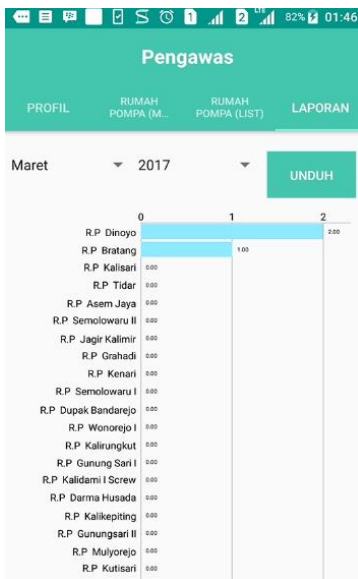 1
2
LTE
82%
01:46
Pengawas
PROFIL
RUMAH
POMPA (M...
RUMAH
POMPA (LIST)
LAPORAN
Maret
2017
UNDUH
0 1 2
R.P Dinoyo 2.00
R.P Bratang 1.00
R.P Kalisari 0.00
R.P Tidar 0.00
R.P Asem Jaya 0.00
R.P Semolowaru II 0.00
R.P Jagir Kalimir 0.00
R.P Grahadi 0.00
R.P Kenari 0.00
R.P Semolowaru I 0.00
R.P Dupak Bandarejo 0.00
R.P Wonorejo I 0.00
R.P Kalirungkut 0.00
R.P Gunung Sari I 0.00
R.P Kalidami I Screw 0.00
R.P Darma Husada 0.00
R.P Kalikepiting 0.00
R.P Gunungsari II 0.00
R.P Mulyorejo 0.00
R.P Kutisari 0.00